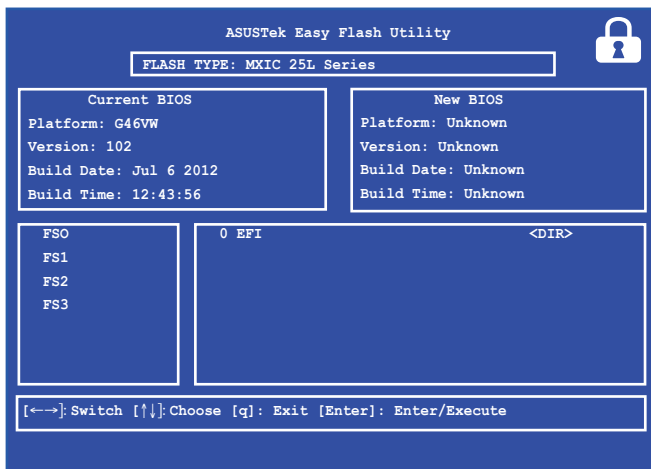 ASUSTek Easy Flash Utility
FLASH TYPE: MXIC 25L Series
Current BIOS
Platform: G46VW
Version: 102
Build Date: Jul 6 2012
Build Time: 12:43:56
New BIOS
Platform: Unknown
Version: Unknown
Build Date: Unknown
Build Time: Unknown
FSO
FS1
FS2
FS3
0 EFI <DIR>
[←→]: Switch [↑↓]: Choose [q]: Exit [Enter]: Enter/Execute